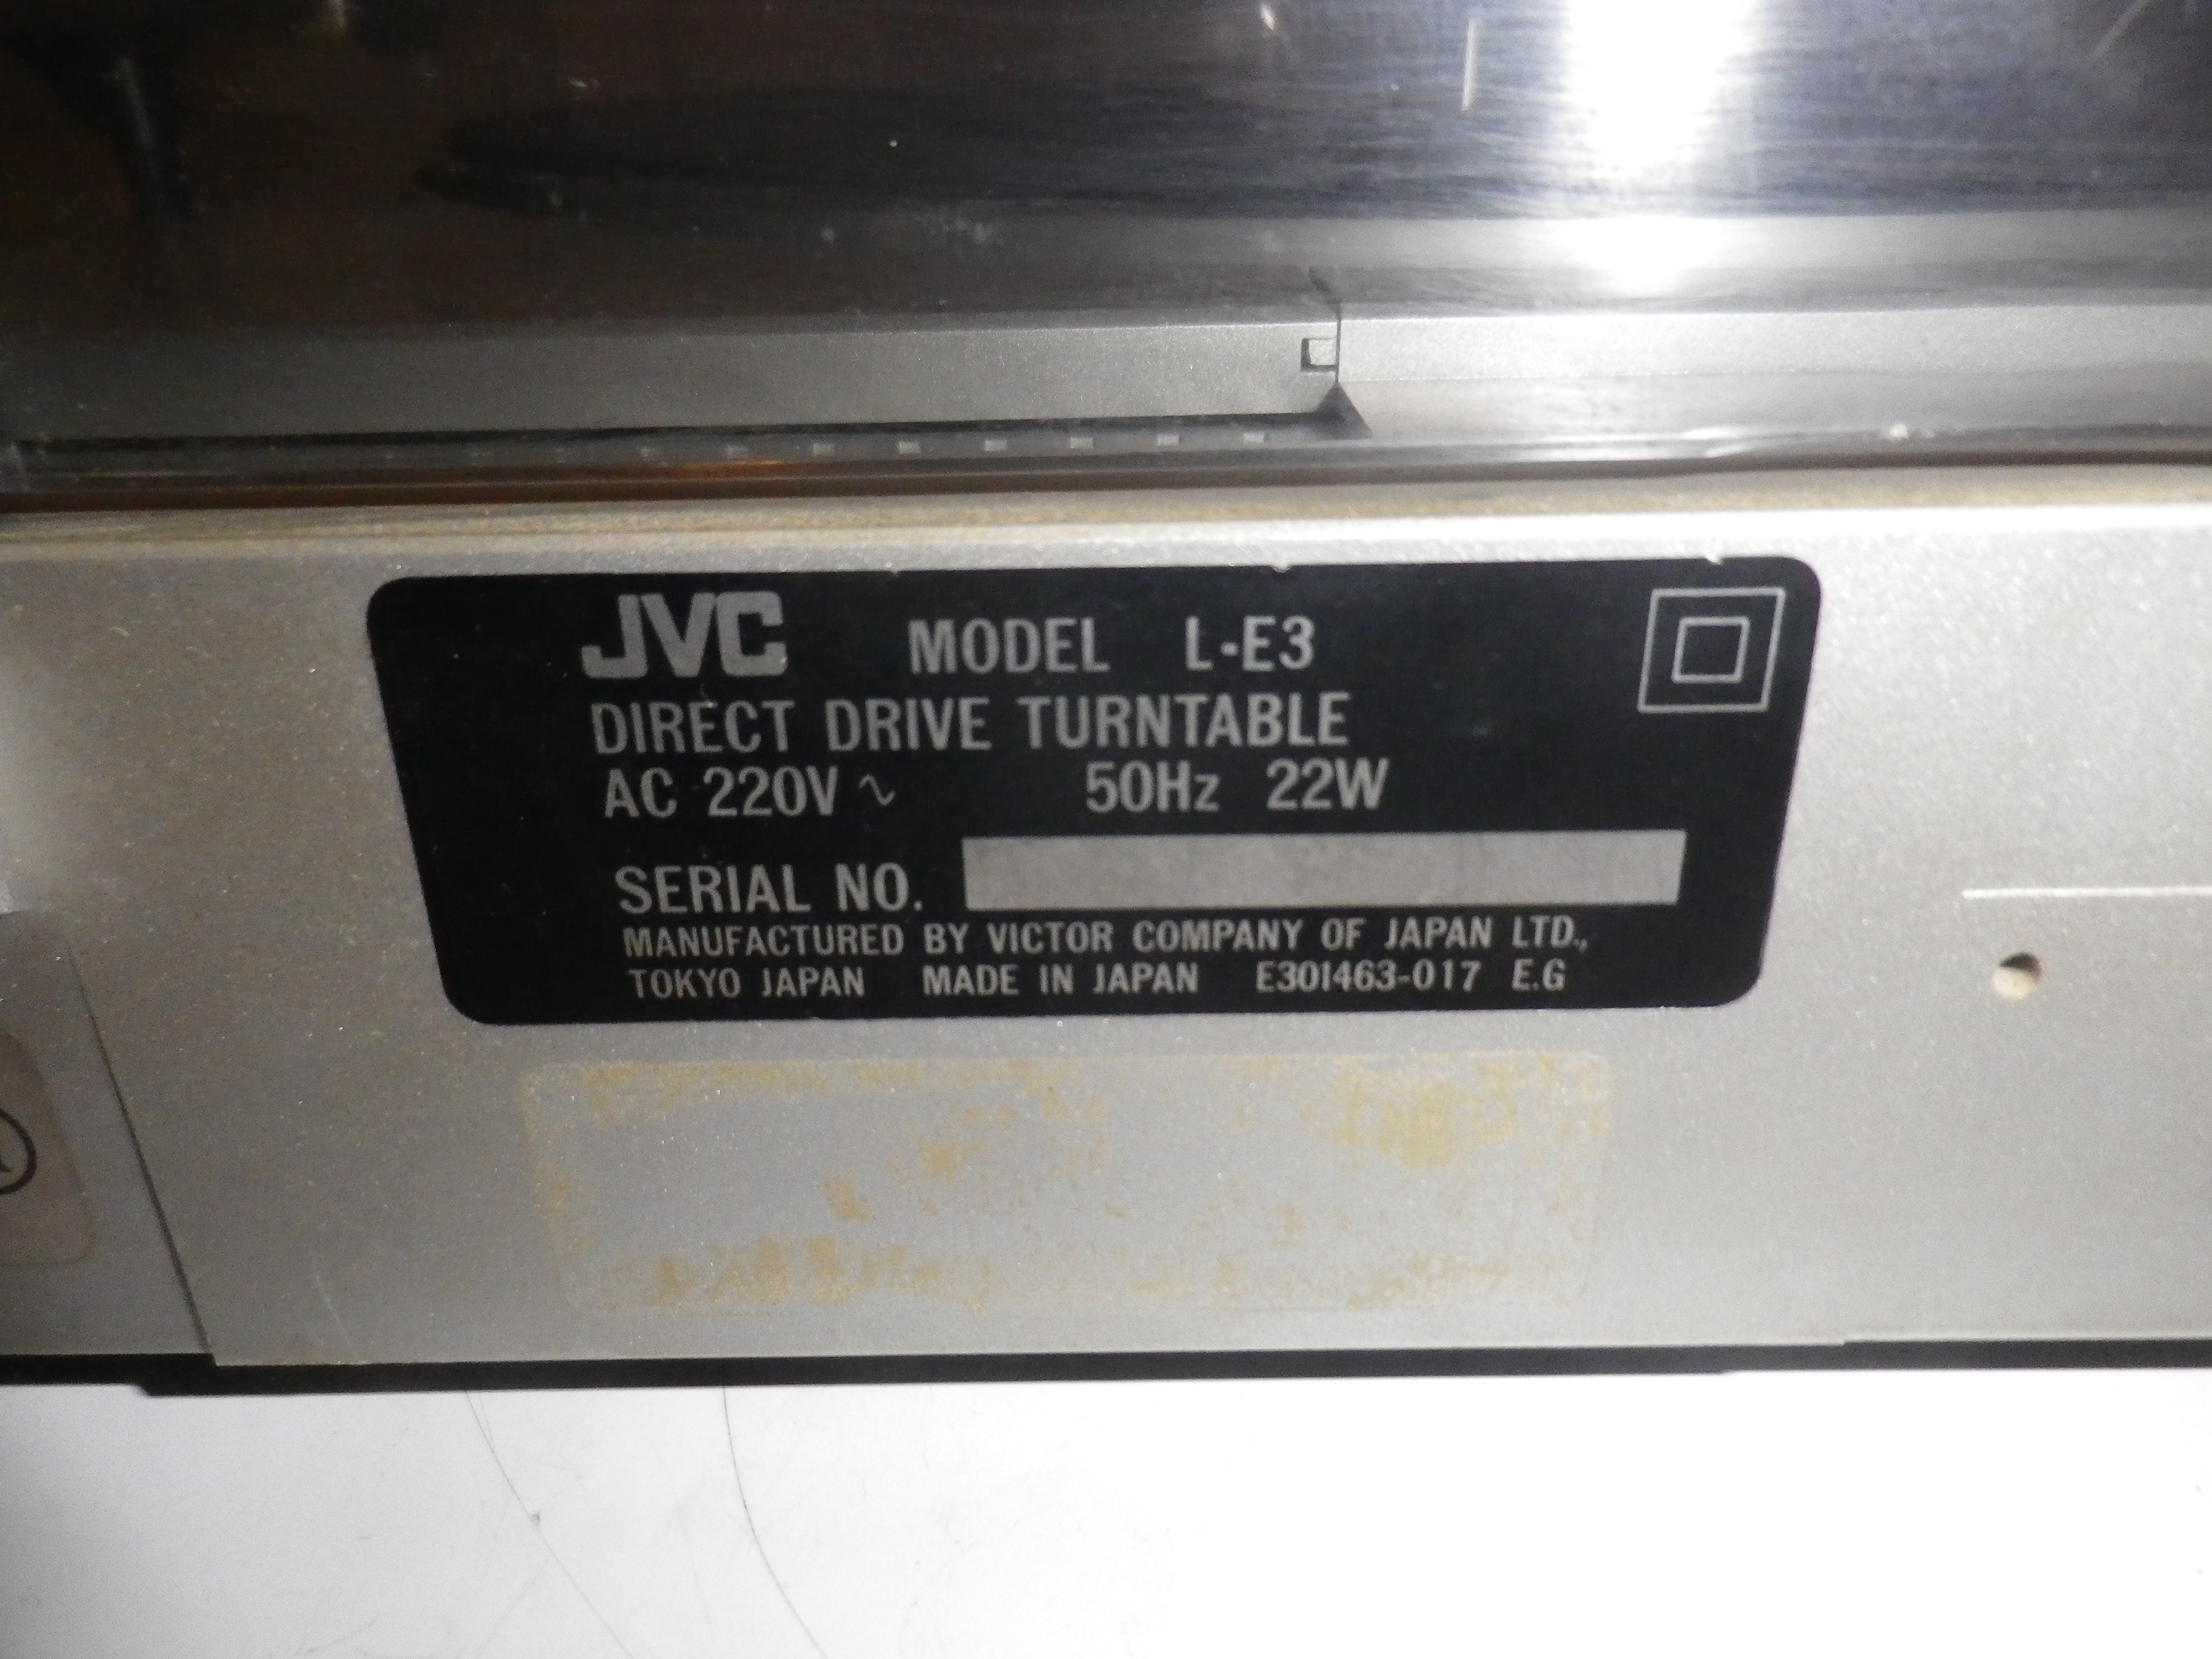 JVC MODEL L-E3
DIRECT DRIVE TURNTABLE
AC 220V ~ 50Hz 22W
SERIAL NO.
MANUFACTURED BY VICTOR COMPANY OF JAPAN LTD.,
TOKYO JAPAN MADE IN JAPAN E301463-017 E.G